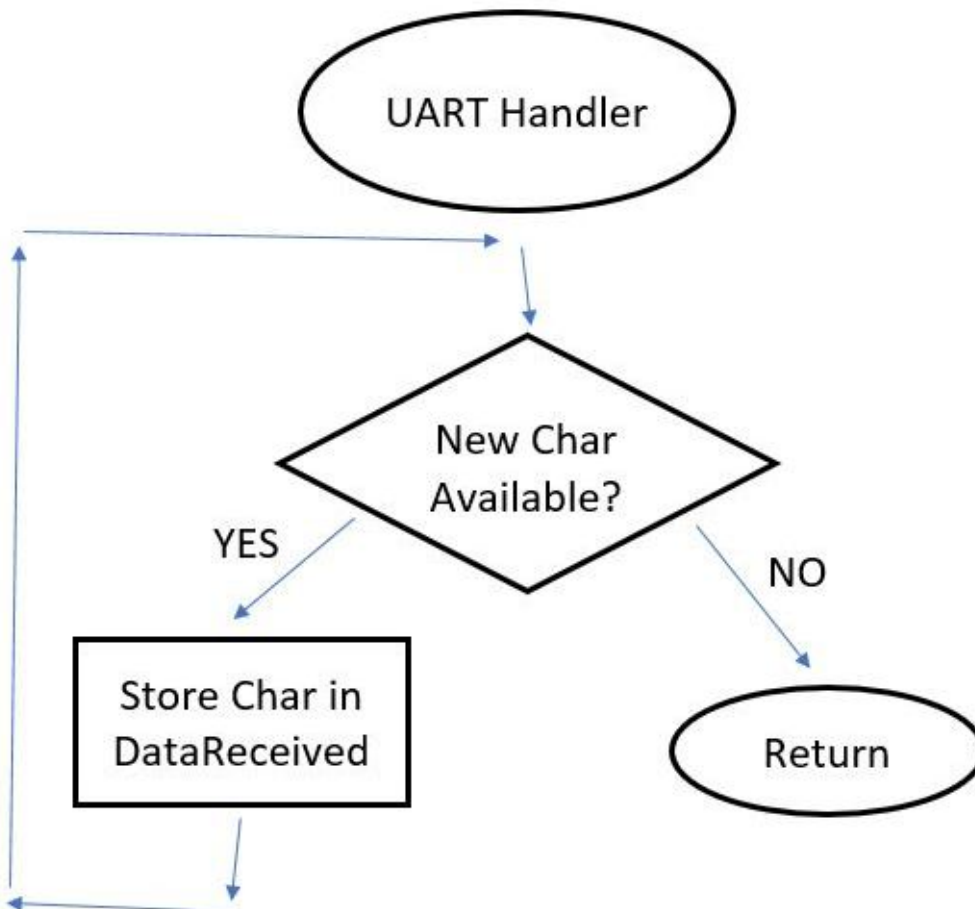 UART Handler
New Char
Available?
YES
NO
Store Char in
DataReceived
Return